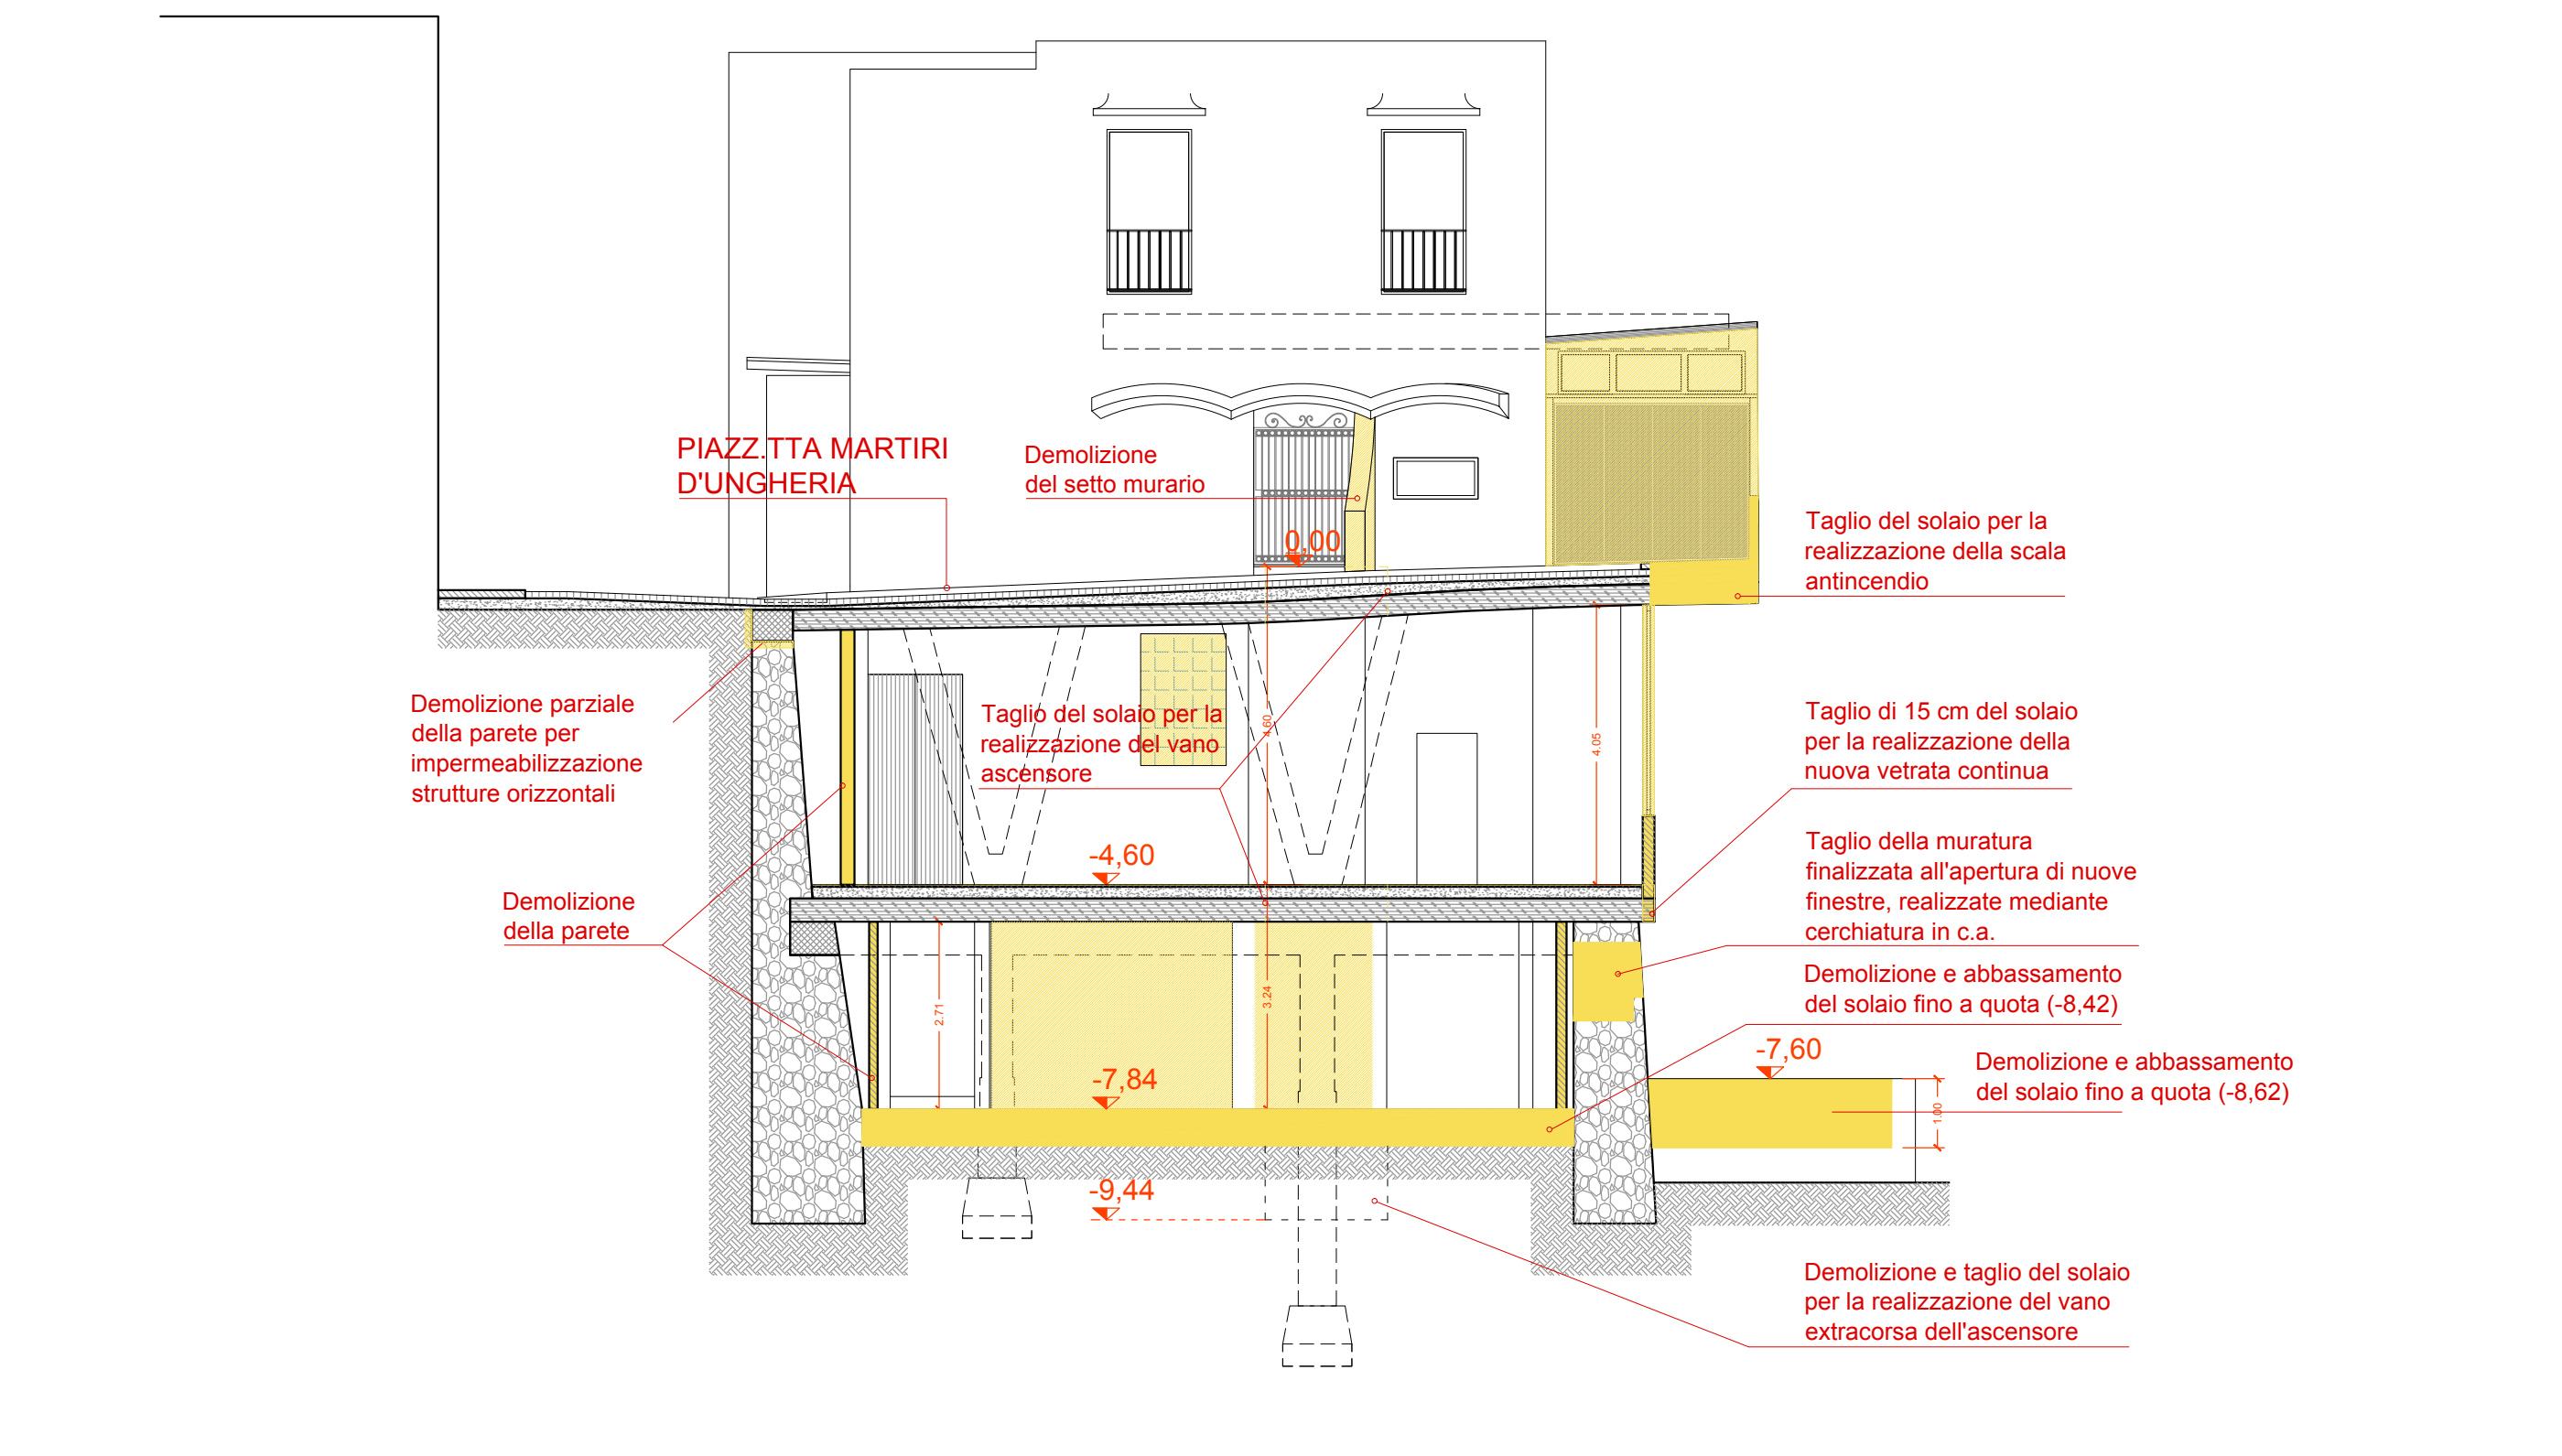 PIAZZ.TTA MARTIRI
D'UNGHERIA
Demolizione
del setto murario
0,00
Taglio del solaio per la
realizzazione della scala
antincendio
Demolizione parziale
della parete per
impermeabilizzazione
strutture orizzontali
Taglio del solaio per la
realizzazione del vano
ascensore
4.60
4.05
Taglio di 15 cm del solaio
per la realizzazione della
nuova vetrata continua
-4,60
Taglio della muratura
finalizzata all'apertura di nuove
finestre, realizzate mediante
cerchiatura in c.a.
Demolizione
della parete
Demolizione e abbassamento
del solaio fino a quota (-8,42)
2.71
3.24
-7,60
Demolizione e abbassamento
del solaio fino a quota (-8,62)
1.00
-7,84
-9,44
Demolizione e taglio del solaio
per la realizzazione del vano
extracorsa dell'ascensore